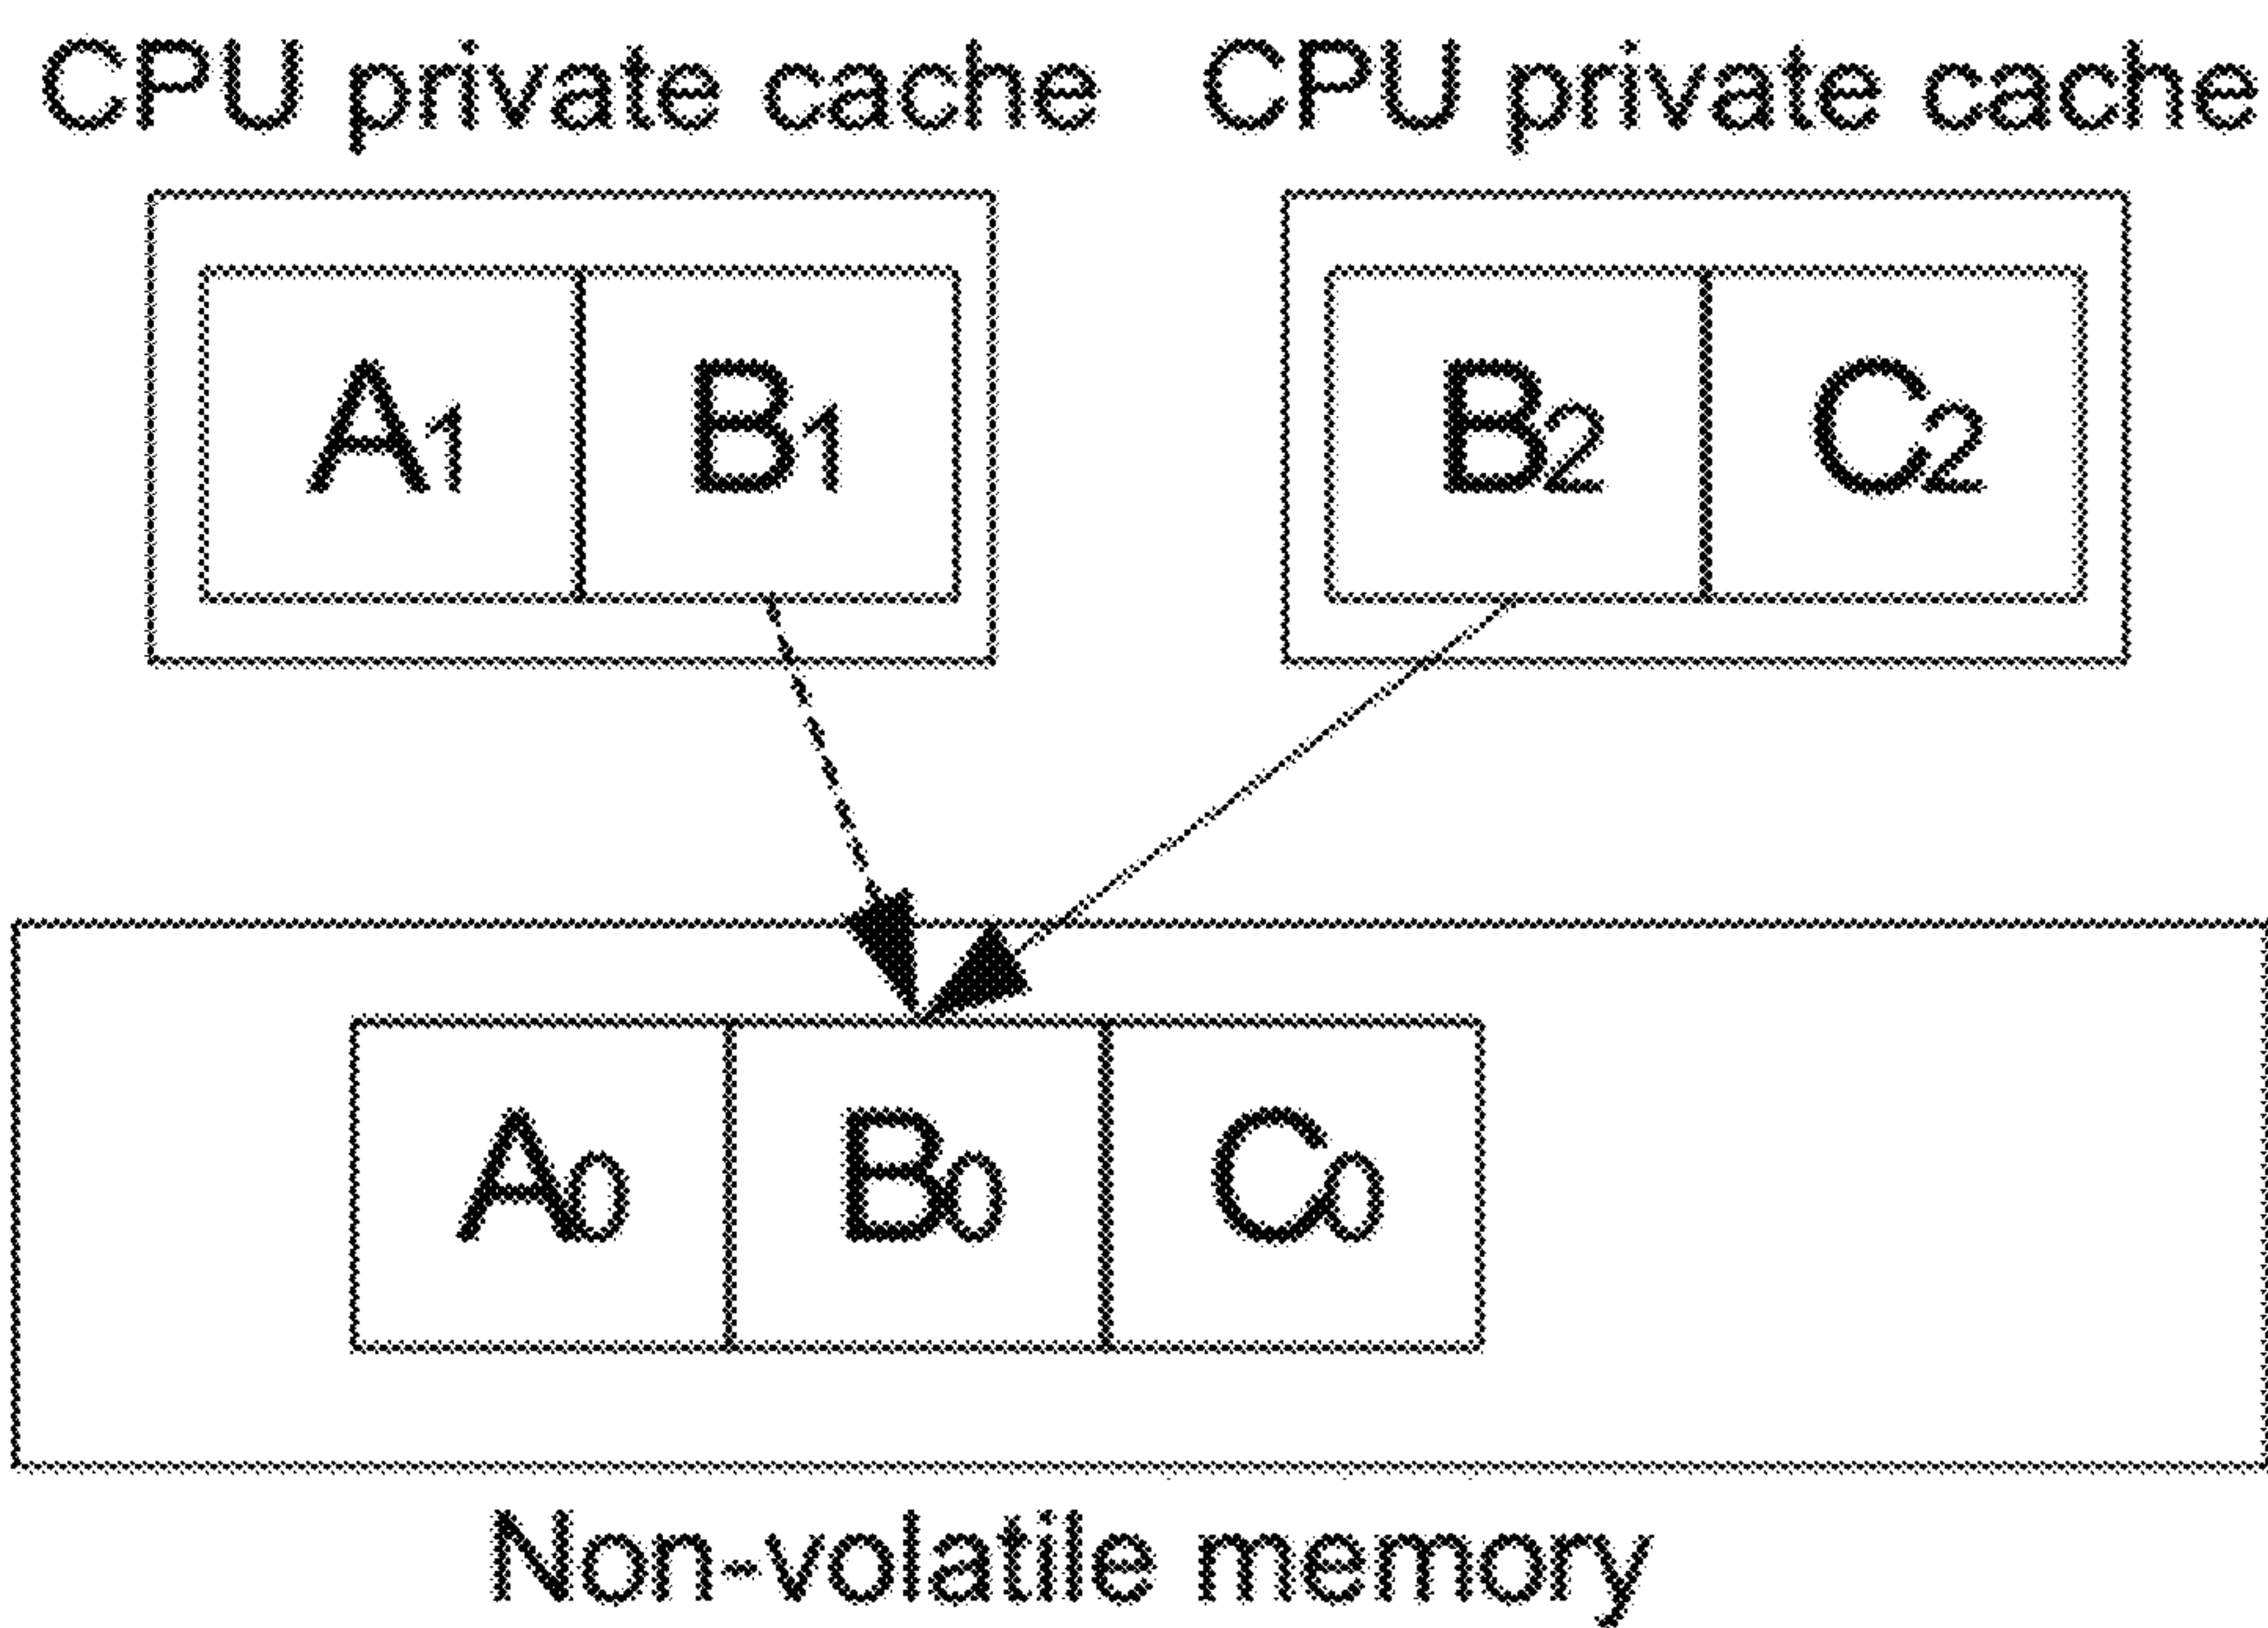 CPU private cache CPU private cache
A1 B1 B2 C2
A0 B0 C0
Non-volatile memory